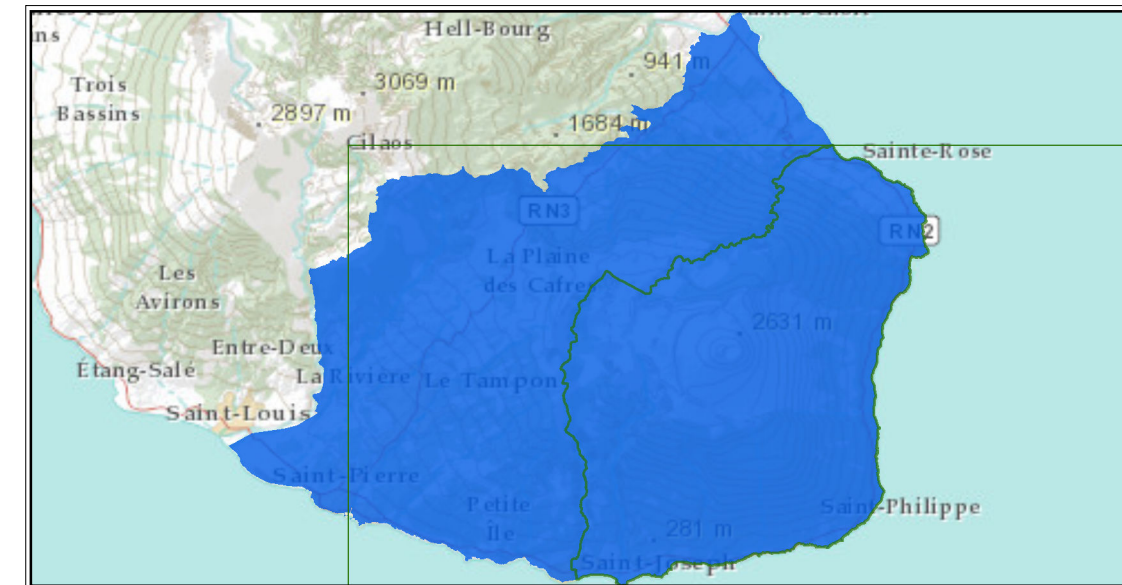 ins
Hell-Bourg
941 m
Trois
Bassins
3069 m
2897 m
1684 m
Cilaos
Sainte-Rose
RN3
RN2
La Plaine
des Cafres
Les
Avirons
2631 m
Entre-Deux
Étang-Salé
La Rivière
Le Tampon
Saint-Louis
Saint-Pierre
Petite
Île
Saint-Philippe
281 m
Saint-Joseph